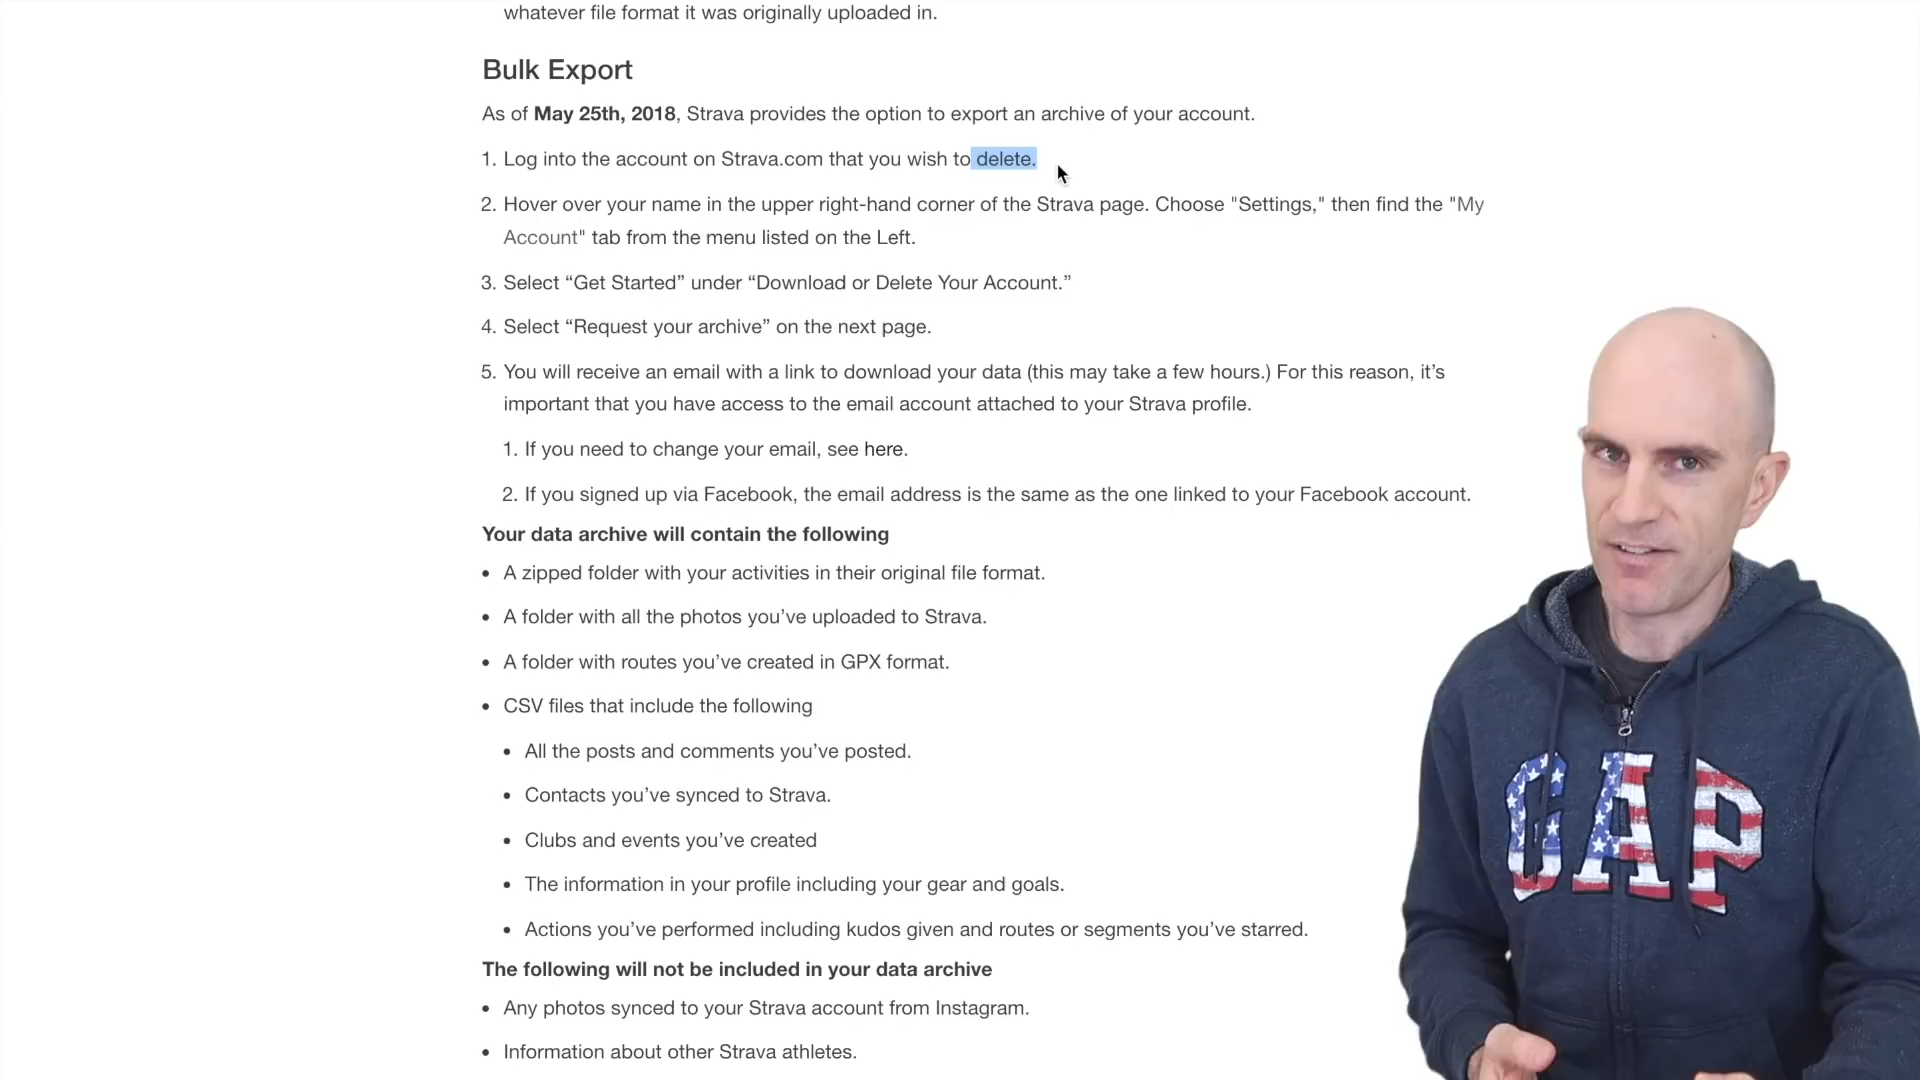 whatever file format it was originally uploaded in.
Bulk Export
As of May 25th, 2018, Strava provides the option to export an archive of your account.
1. Log into the account on Strava.com that you wish to delete.
2. Hover over your name in the upper right-hand corner of the Strava page. Choose "Settings," then find the "My
Account" tab from the menu listed on the Left.
3. Select “Get Started” under “Download or Delete Your Account.”
4. Select “Request your archive” on the next page.
5. You will receive an email with a link to download your data (this may take a few hours.) For this reason, it’s
important that you have access to the email account attached to your Strava profile.
1. If you need to change your email, see here.
2. If you signed up via Facebook, the email address is the same as the one linked to your Facebook account.
Your data archive will contain the following
• A zipped folder with your activities in their original file format.
• A folder with all the photos you’ve uploaded to Strava.
• A folder with routes you’ve created in GPX format.
• CSV files that include the following
• All the posts and comments you’ve posted.
• Contacts you’ve synced to Strava.
• Clubs and events you’ve created
• The information in your profile including your gear and goals.
• Actions you’ve performed including kudos given and routes or segments you’ve starred.
The following will not be included in your data archive
• Any photos synced to your Strava account from Instagram.
• Information about other Strava athletes.
GAP